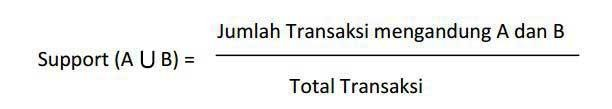 Jumlah Transaksi mengandung A dan B
Support (A ⋃ B) =
Total Transaksi